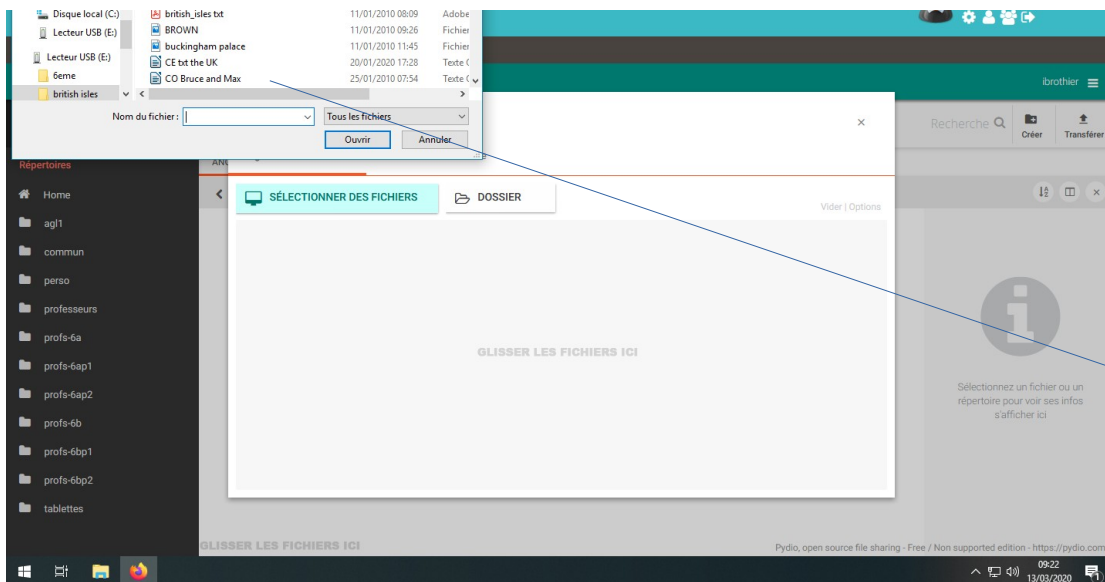 Disque local (C:)
Lecteur USB (E:)
Lecteur USB (E:)
6eme
british isles
british_isles txt 11/01/2010 08:09 Adobe
BROWN 11/01/2010 09:26 Fichier
buckingham palace 11/01/2010 11:45 Fichier
CE txt the UK 20/01/2020 17:28 Texte
CO Bruce and Max 25/01/2010 07:54 Texte
Nom du fichier : Tous les fichiers
Ouvrir Annuler
ibrothier
Recherche
Créer Transférer
Répertoires
Home
agl1
commun
perso
professeurs
profs-6a
profs-6ap1
profs-6ap2
profs-6b
profs-6bp1
profs-6bp2
tablettes
SÉLECTIONNER DES FICHIERS DOSSIER
Vider | Options
GLISSER LES FICHIERS ICI
Sélectionnez un fichier ou un
répertoire pour voir ses infos
s'afficher ici
GLISSER LES FICHIERS ICI
Pydio, open source file sharing - Free / Non supported edition - https://pydio.com
09:22
13/03/2020